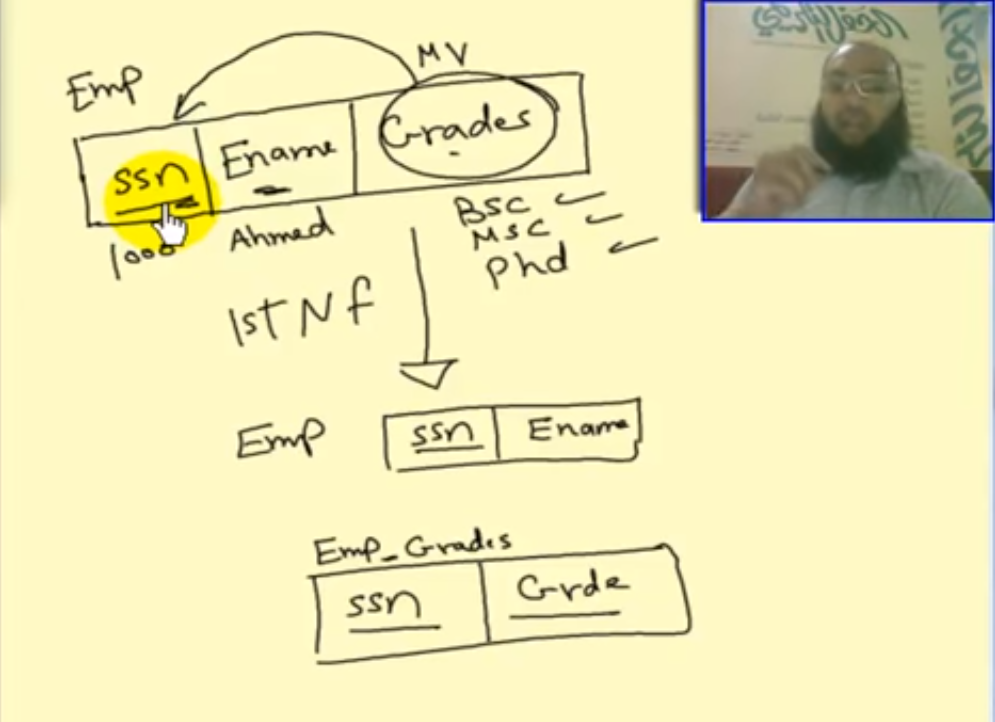 MV
Emp
ssn Ename Grades
1000 Ahmed BSC
MSC
Phd
1st NF
Emp ssn Ename
Emp_Grades
ssn Grde